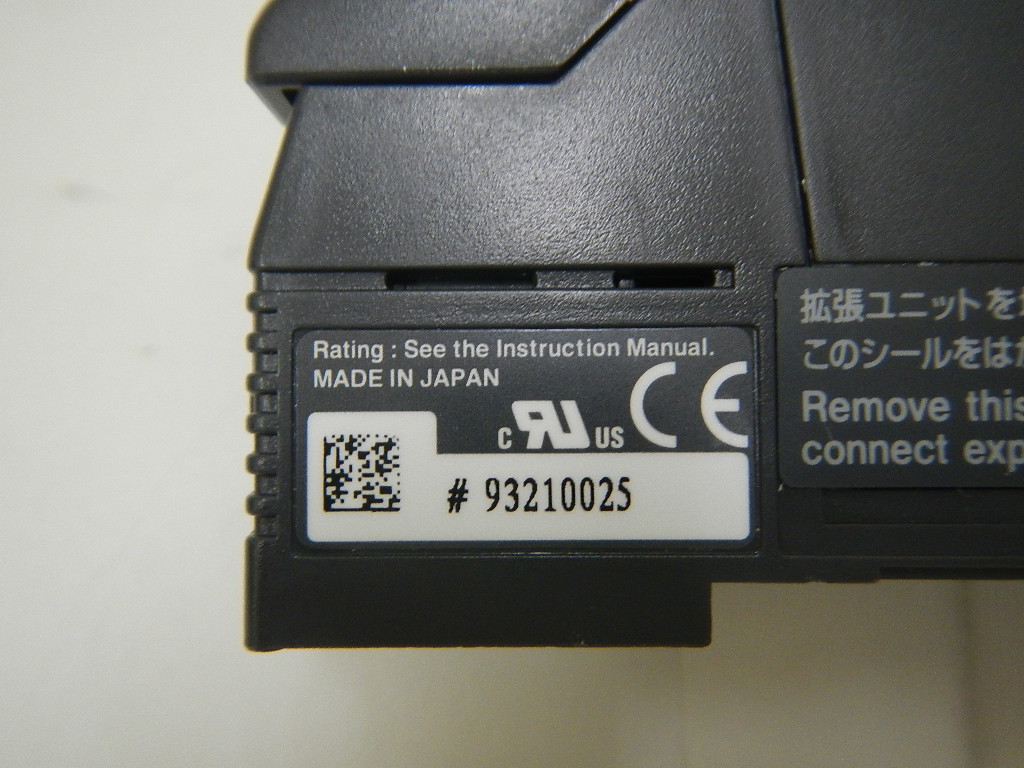 Rating : See the Instruction Manual.
MADE IN JAPAN
c RU US CE
# 93210025
拡張ユニットを
このシールをは
Remove this
connect exp